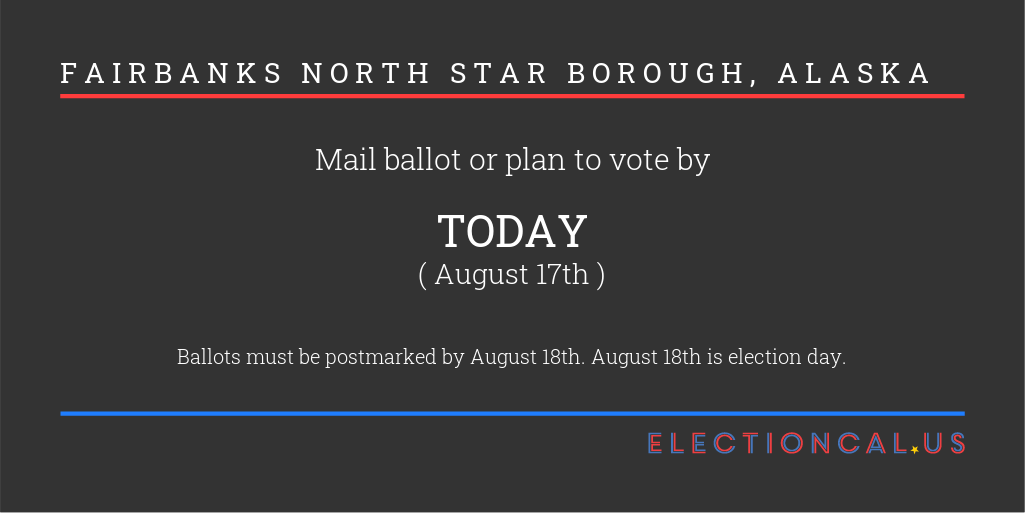 FAIRBANKS NORTH STAR BOROUGH, ALASKA
Mail ballot or plan to vote by
TODAY
( August 17th )
Ballots must be postmarked by August 18th. August 18th is election day.
ELECTIONCAL.US